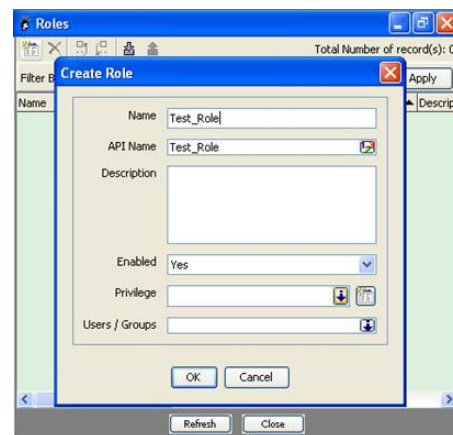 Roles
Total Number of record(s): 0
Filter B
Apply
Name
Descrip
Create Role
Name
Test_Role
API Name
Test_Role
Description
Enabled
Yes
Privilege
Users / Groups
OK
Cancel
Refresh
Close